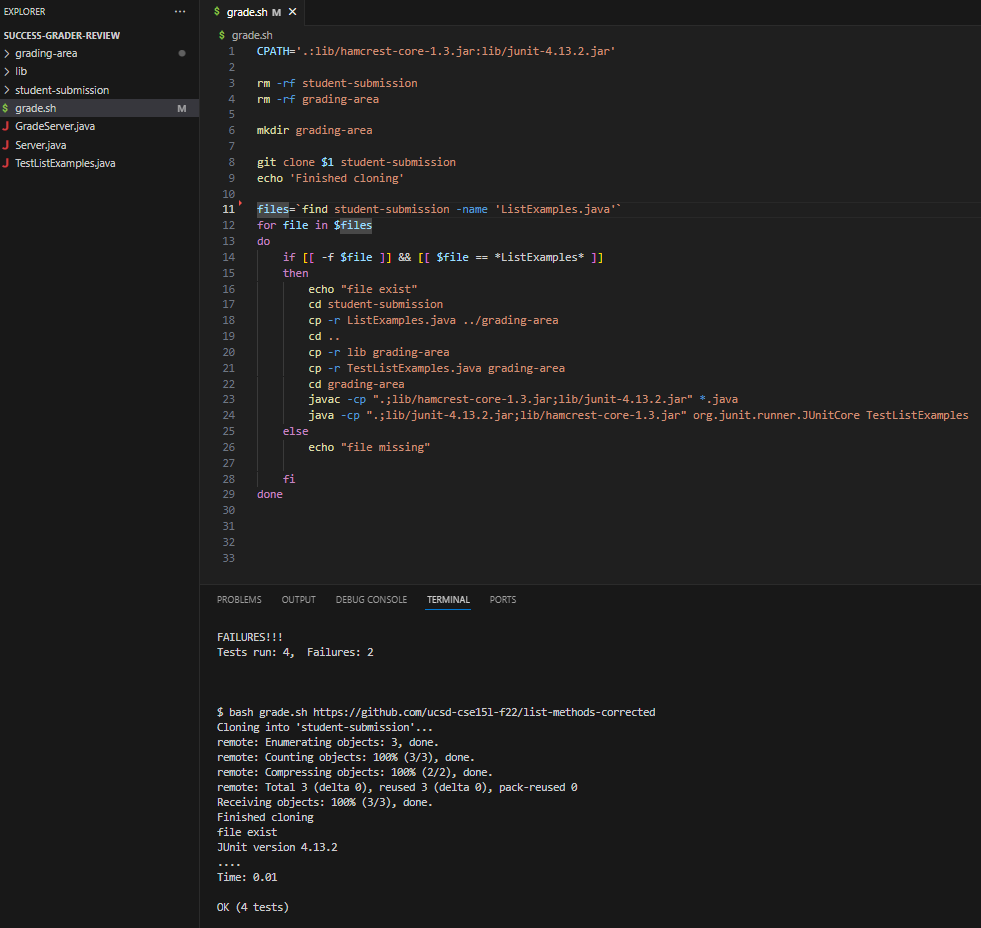 EXPLORER ···
SUCCESS-GRADER-REVIEW
> grading-area
> lib
> student-submission
$ grade.sh M
J GradeServer.java
J Server.java
J TestListExamples.java
$ grade.sh M ×
$ grade.sh
1 CPATH='.:lib/hamcrest-core-1.3.jar:lib/junit-4.13.2.jar'
2
3 rm -rf student-submission
4 rm -rf grading-area
5
6 mkdir grading-area
7
8 git clone $1 student-submission
9 echo 'Finished cloning'
10
11 files=`find student-submission -name 'ListExamples.java'`
12 for file in $files
13 do
14     if [[ -f $file ]] && [[ $file == *ListExamples* ]]
15     then
16         echo "file exist"
17         cd student-submission
18         cp -r ListExamples.java ../grading-area
19         cd ..
20         cp -r lib grading-area
21         cp -r TestListExamples.java grading-area
22         cd grading-area
23         javac -cp ".;lib/hamcrest-core-1.3.jar;lib/junit-4.13.2.jar" *.java
24         java -cp ".;lib/junit-4.13.2.jar;lib/hamcrest-core-1.3.jar" org.junit.runner.JUnitCore TestListExamples
25     else
26         echo "file missing"
27
28     fi
29 done
30
31
32
33
PROBLEMS OUTPUT DEBUG CONSOLE TERMINAL PORTS
FAILURES!!!
Tests run: 4,  Failures: 2
$ bash grade.sh https://github.com/ucsd-cse15l-f22/list-methods-corrected
Cloning into 'student-submission'...
remote: Enumerating objects: 3, done.
remote: Counting objects: 100% (3/3), done.
remote: Compressing objects: 100% (2/2), done.
remote: Total 3 (delta 0), reused 3 (delta 0), pack-reused 0
Receiving objects: 100% (3/3), done.
Finished cloning
file exist
JUnit version 4.13.2
....
Time: 0.01
OK (4 tests)